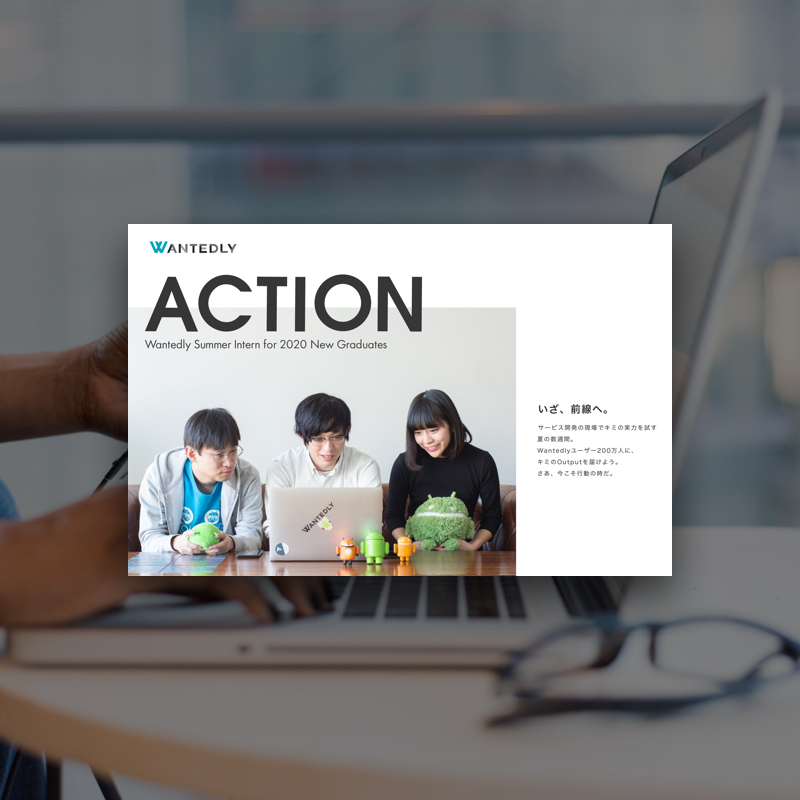 WANTEDLY
ACTION
Wantedly Summer Intern for 2020 New Graduates
いざ、前線へ。
サービス開発の現場でキミの実力を試す
夏の数週間。
Wantedlyユーザー200万人に、
キミのOutputを届けよう。
さあ、今こそ行動の時だ。
WANTEDLY